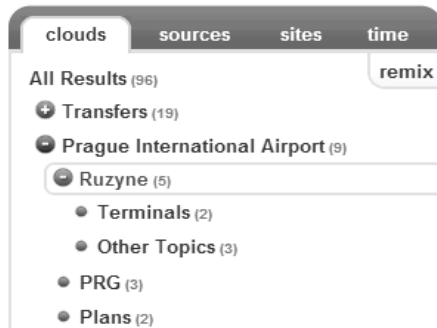 clouds sources sites time
remix
All Results (96)
Transfers (19)
Prague International Airport (9)
Ruzyne (5)
Terminals (2)
Other Topics (3)
PRG (3)
Plans (2)